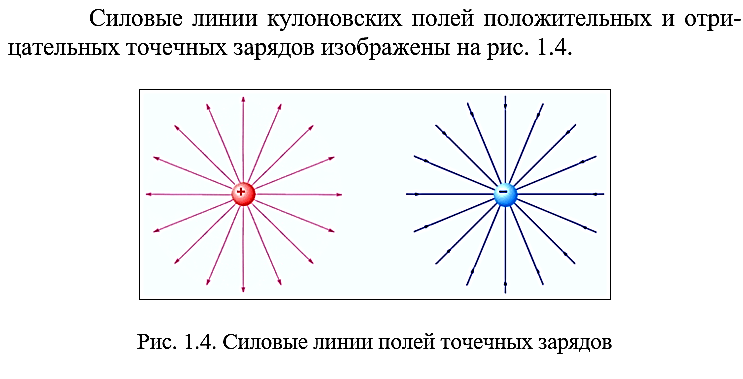 Силовые линии кулоновских полей положительных и отри-
цательных точечных зарядов изображены на рис. 1.4.
+
−
Рис. 1.4. Силовые линии полей точечных зарядов